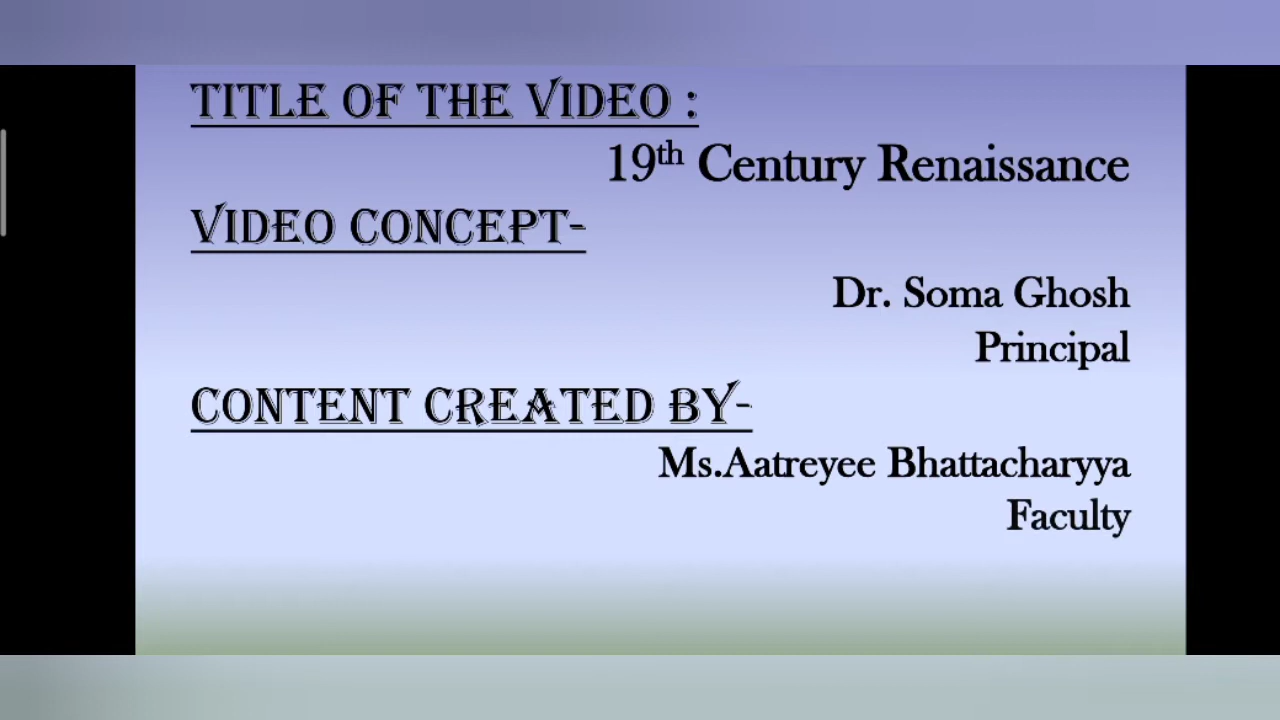 TITLE OF THE VIDEO :
19th Century Renaissance
VIDEO CONCEPT-
Dr. Soma Ghosh
Principal
CONTENT CREATED BY-
Ms.Aatreyee Bhattacharyya
Faculty